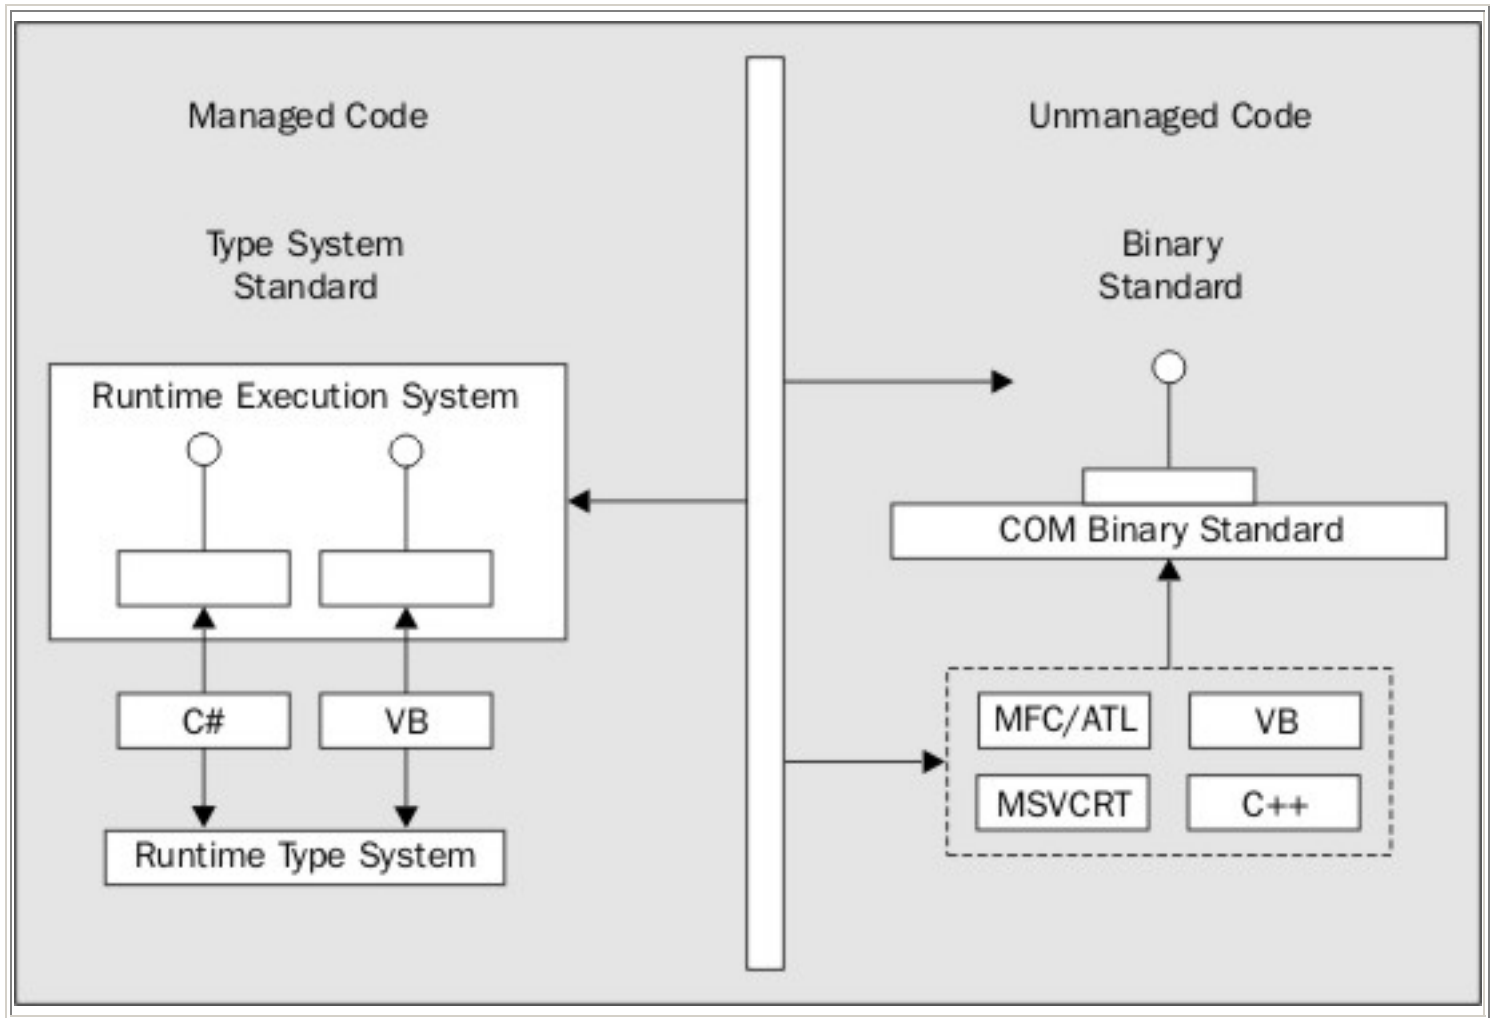 Managed Code
Unmanaged Code
Type System
Standard
Binary
Standard
Runtime Execution System
COM Binary Standard
C#
VB
MFC/ATL
VB
MSVCRT
C++
Runtime Type System